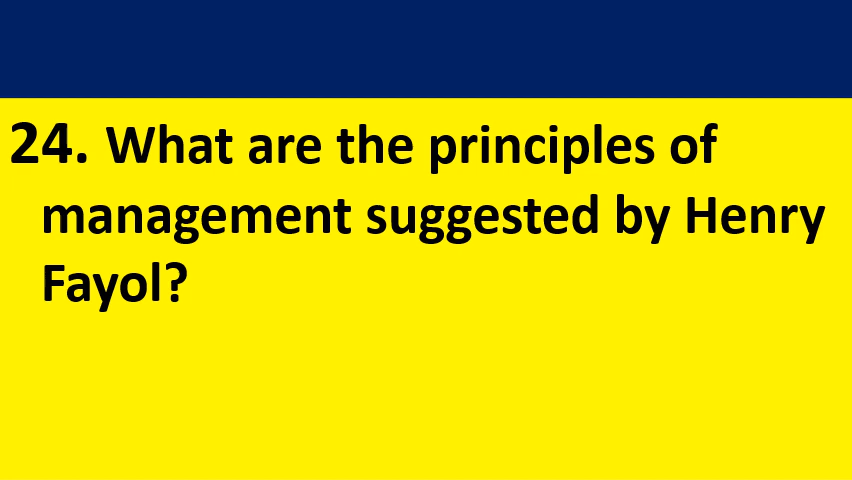 24. What are the principles of
management suggested by Henry
Fayol?